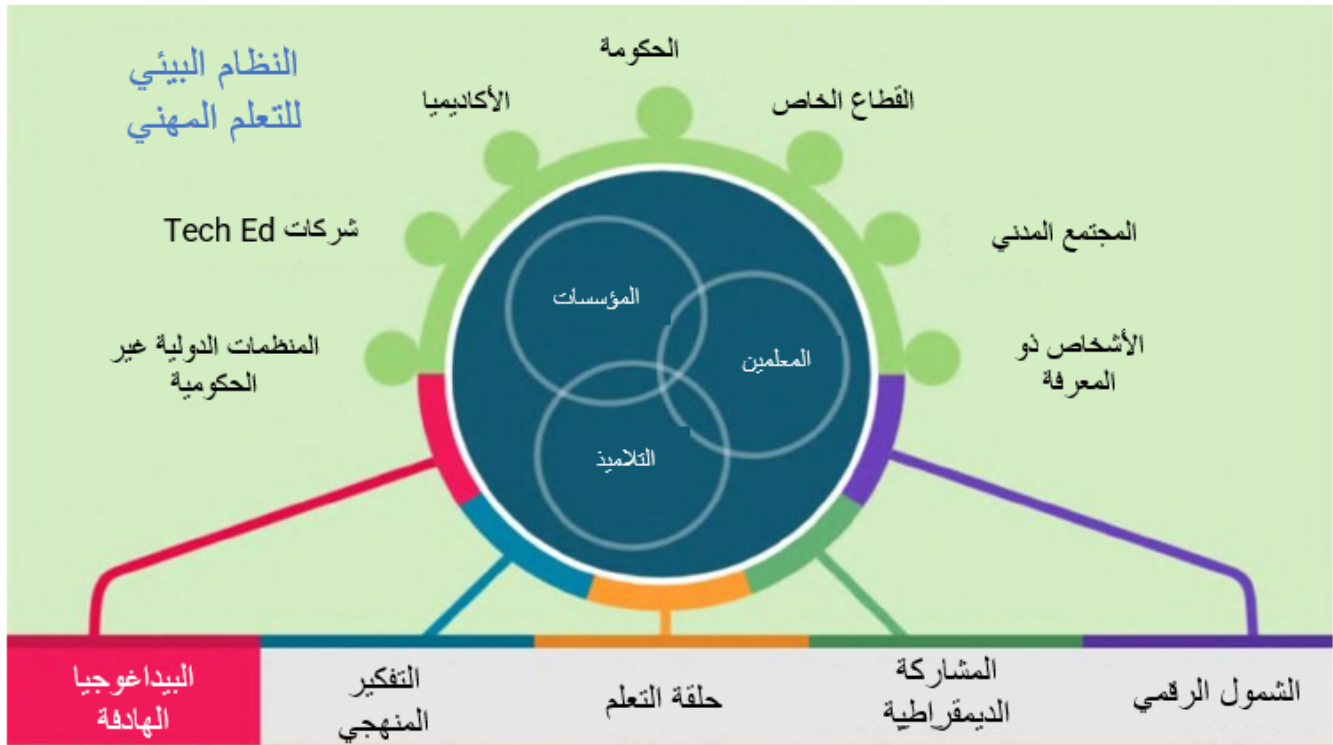 النظام البيئي
للتعلم المهني
الحكومة
القطاع الخاص
الأكاديميا
المجتمع المدني
شركات Tech Ed
الأشخاص ذو
المعرفة
المنظمات الدولية غير
الحكومية
المؤسسات
المعلمين
التلاميذ
الشمول الرقمي
المشاركة
الديمقراطية
حلقة التعلم
التفكير
المنهجي
البيداغوجيا
الهادفة